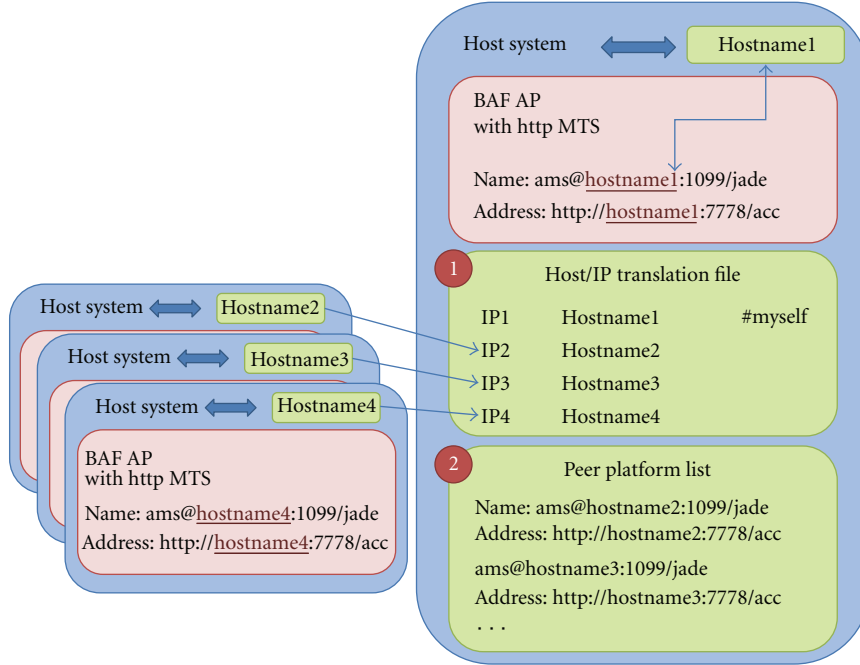 Host system
Hostname1
BAF AP
with http MTS
Name: ams@hostname1:1099/jade
Address: http://hostname1:7778/acc
1
Host/IP translation file
IP1 Hostname1 #myself
IP2 Hostname2
IP3 Hostname3
IP4 Hostname4
2
Peer platform list
Name: ams@hostname2:1099/jade
Address: http://hostname2:7778/acc
ams@hostname3:1099/jade
Address: http://hostname3:7778/acc
. . .
Host system
Hostname2
Host system
Hostname3
Host system
Hostname4
BAF AP
with http MTS
Name: ams@hostname4:1099/jade
Address: http://hostname4:7778/acc